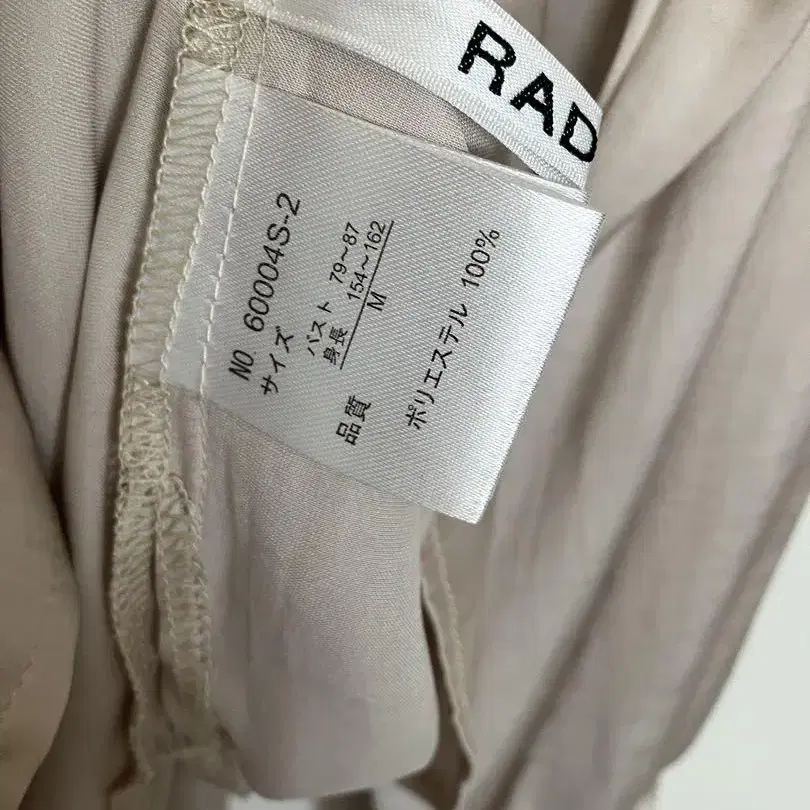 RAD
NO. 60004S-2
サイズ
バスト 79～87
身長 154～162
M
品質
ポリエステル 100%